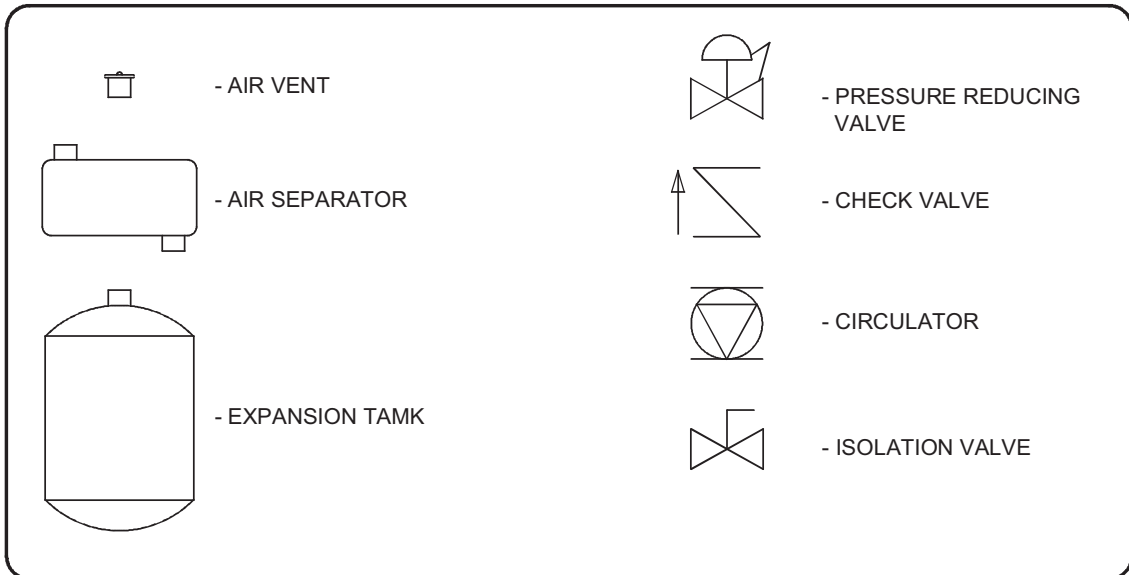 - AIR VENT
- AIR SEPARATOR
- EXPANSION TAMK
- PRESSURE REDUCING
VALVE
- CHECK VALVE
- CIRCULATOR
- ISOLATION VALVE